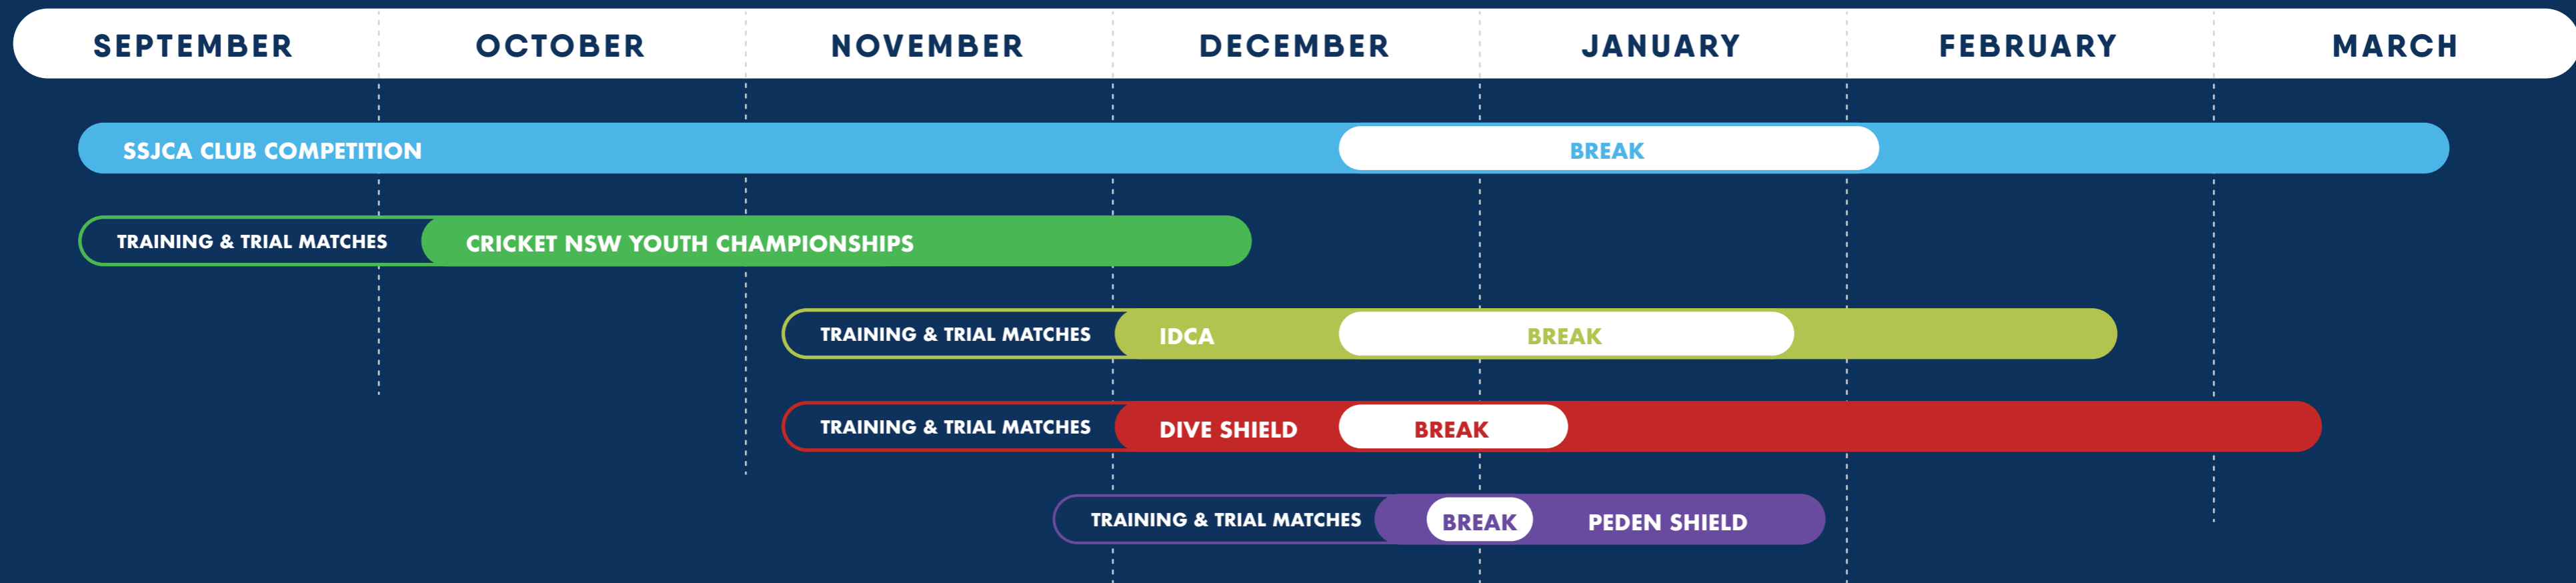 SEPTEMBER OCTOBER NOVEMBER DECEMBER JANUARY FEBRUARY MARCH
SSJCA CLUB COMPETITION BREAK
TRAINING & TRIAL MATCHES CRICKET NSW YOUTH CHAMPIONSHIPS
TRAINING & TRIAL MATCHES IDCA BREAK
TRAINING & TRIAL MATCHES DIVE SHIELD BREAK
TRAINING & TRIAL MATCHES BREAK PEDEN SHIELD